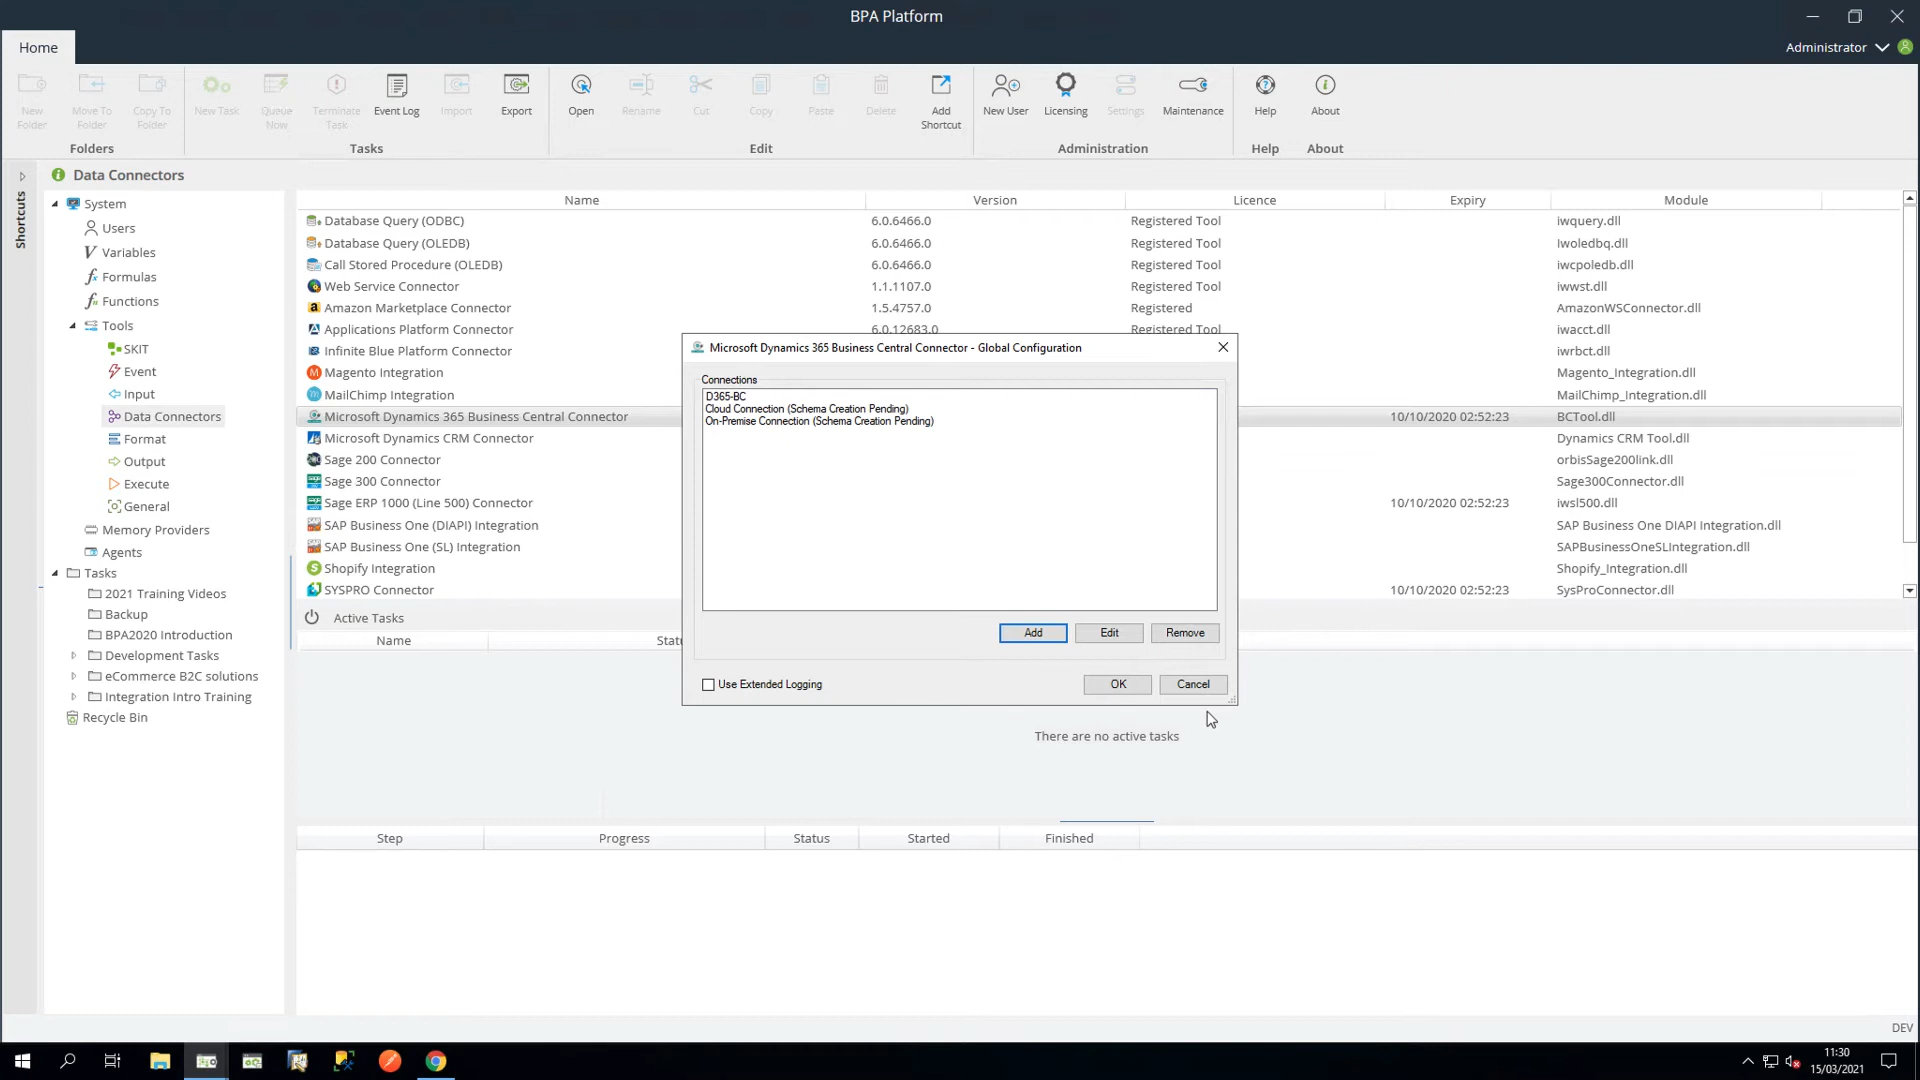 BPA Platform
Home
Administrator
New Folder
Move To Folder
Copy To Folder
New Task
Queue Now
Terminate Task
Event Log
Import
Export
Open
Rename
Cut
Copy
Paste
Delete
Add Shortcut
New User
Licensing
Settings
Maintenance
Help
About
Folders
Tasks
Edit
Administration
Help
About
Shortcuts
Data Connectors
System
Users
Variables
Formulas
Functions
Tools
SKIT
Event
Input
Data Connectors
Format
Output
Execute
General
Memory Providers
Agents
Tasks
2021 Training Videos
Backup
BPA2020 Introduction
Development Tasks
eCommerce B2C solutions
Integration Intro Training
Recycle Bin
Name Version Licence Expiry Module
Database Query (ODBC) 6.0.6466.0 Registered Tool iwquery.dll
Database Query (OLEDB) 6.0.6466.0 Registered Tool Iwoledbq.dll
Call Stored Procedure (OLEDB) 6.0.6466.0 Registered Tool iwcpoledb.dll
Web Service Connector 1.1.1107.0 Registered Tool iwwst.dll
Amazon Marketplace Connector 1.5.4757.0 Registered AmazonWSConnector.dll
Applications Platform Connector 6.0.12683.0 Registered Tool iwacct.dll
Infinite Blue Platform Connector iwrbct.dll
Magento Integration Magento_Integration.dll
MailChimp Integration MailChimp_Integration.dll
Microsoft Dynamics 365 Business Central Connector 10/10/2020 02:52:23 BCTool.dll
Microsoft Dynamics CRM Connector Dynamics CRM Tool.dll
Sage 200 Connector orbisSage200link.dll
Sage 300 Connector Sage300Connector.dll
Sage ERP 1000 (Line 500) Connector 10/10/2020 02:52:23 iwsl500.dll
SAP Business One (DIAPI) Integration SAP Business One DIAPI Integration.dll
SAP Business One (SL) Integration SAPBusinessOneSLIntegration.dll
Shopify Integration Shopify_Integration.dll
SYSPRO Connector 10/10/2020 02:52:23 SysProConnector.dll
Microsoft Dynamics 365 Business Central Connector - Global Configuration
Connections
D365-BC
Cloud Connection (Schema Creation Pending)
On-Premise Connection (Schema Creation Pending)
Add Edit Remove
Use Extended Logging
OK Cancel
Active Tasks
Name
There are no active tasks
Step Progress Status Started Finished
DEV
11:30
15/03/2021